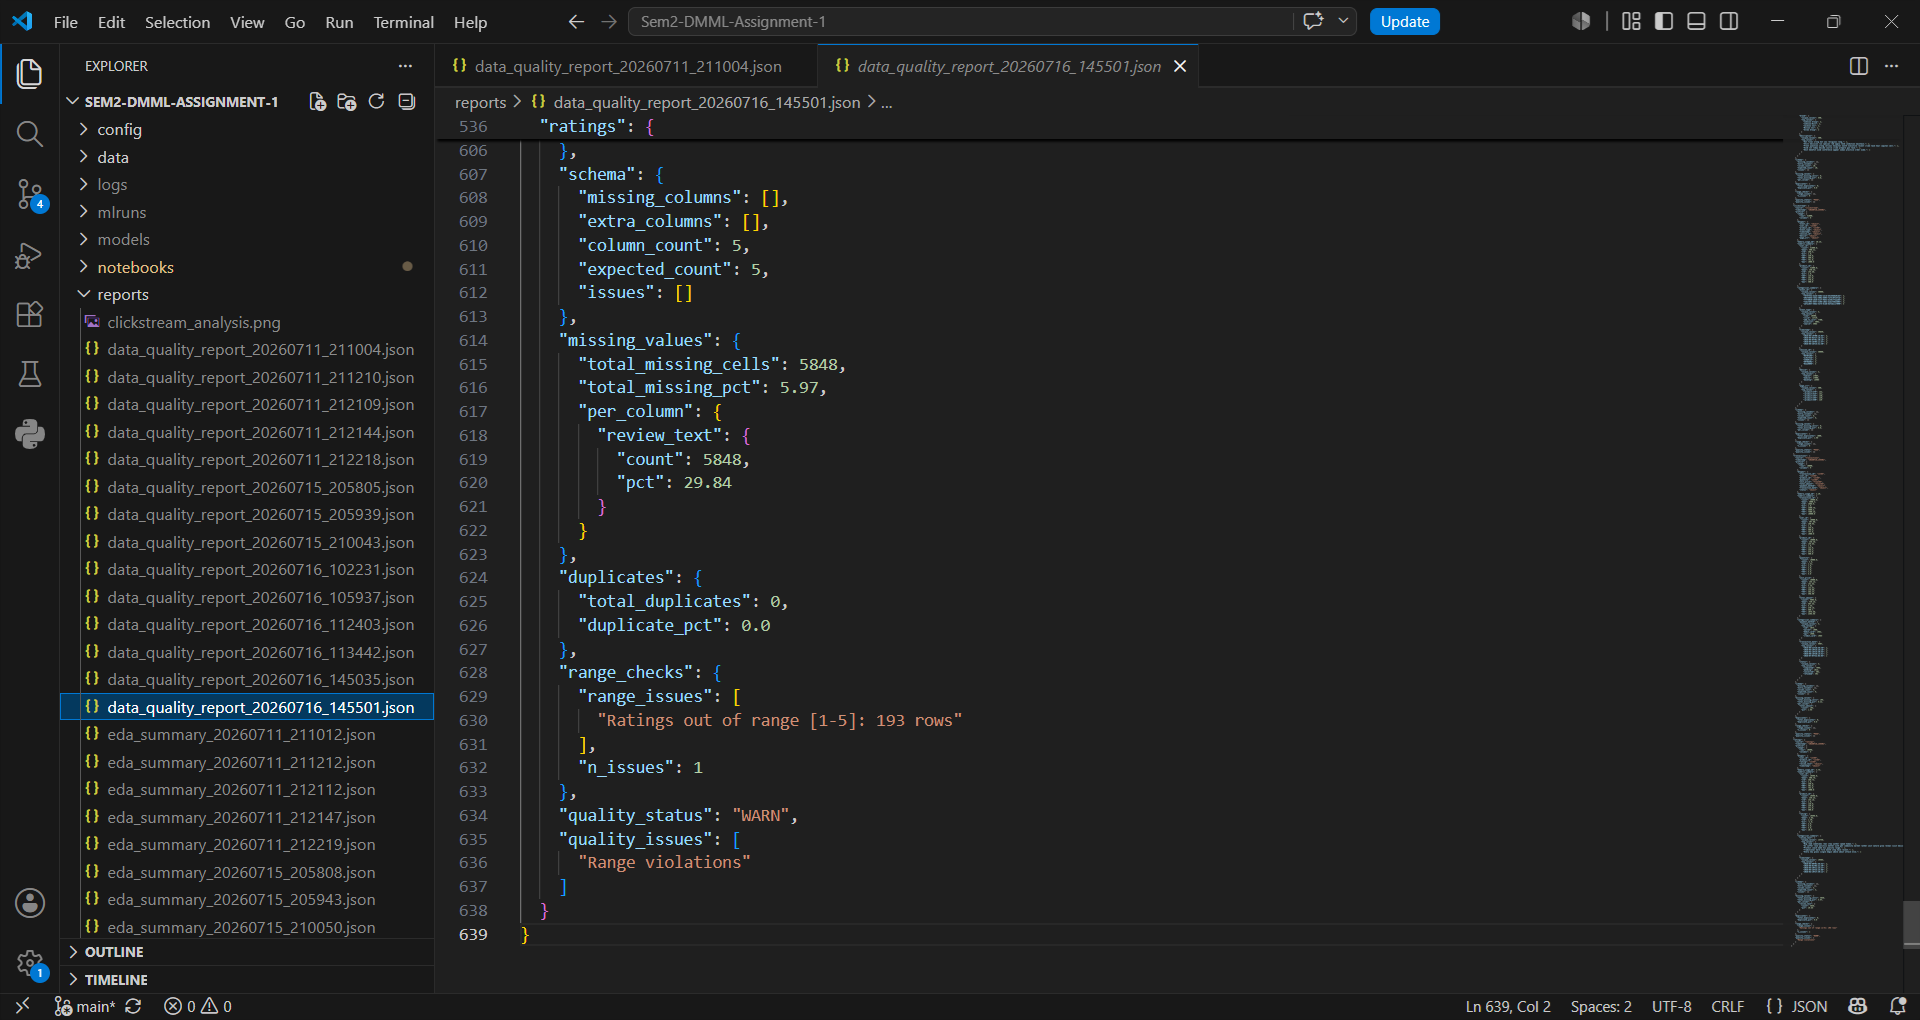 File Edit Selection View Go Run Terminal Help
Sem2-DMML-Assignment-1
Update
EXPLORER
SEM2-DMML-ASSIGNMENT-1
config
data
logs
mlruns
models
notebooks
reports
clickstream_analysis.png
data_quality_report_20260711_211004.json
data_quality_report_20260711_211210.json
data_quality_report_20260711_212109.json
data_quality_report_20260711_212144.json
data_quality_report_20260711_212218.json
data_quality_report_20260715_205805.json
data_quality_report_20260715_205939.json
data_quality_report_20260715_210043.json
data_quality_report_20260716_102231.json
data_quality_report_20260716_105937.json
data_quality_report_20260716_112403.json
data_quality_report_20260716_113442.json
data_quality_report_20260716_145035.json
data_quality_report_20260716_145501.json
eda_summary_20260711_211012.json
eda_summary_20260711_211212.json
eda_summary_20260711_212112.json
eda_summary_20260711_212147.json
eda_summary_20260711_212219.json
eda_summary_20260715_205808.json
eda_summary_20260715_205943.json
eda_summary_20260715_210050.json
OUTLINE
TIMELINE
4
1
{} data_quality_report_20260711_211004.json
{} data_quality_report_20260716_145501.json
reports > {} data_quality_report_20260716_145501.json > ...
536 "ratings": {
606 },
607 "schema": {
608 "missing_columns": [],
609 "extra_columns": [],
610 "column_count": 5,
611 "expected_count": 5,
612 "issues": []
613 },
614 "missing_values": {
615 "total_missing_cells": 5848,
616 "total_missing_pct": 5.97,
617 "per_column": {
618 "review_text": {
619 "count": 5848,
620 "pct": 29.84
621 }
622 }
623 },
624 "duplicates": {
625 "total_duplicates": 0,
626 "duplicate_pct": 0.0
627 },
628 "range_checks": {
629 "range_issues": [
630 "Ratings out of range [1-5]: 193 rows"
631 ],
632 "n_issues": 1
633 },
634 "quality_status": "WARN",
635 "quality_issues": [
636 "Range violations"
637 ]
638 }
639 }
main* 0 0
Ln 639, Col 2 Spaces: 2 UTF-8 CRLF {} JSON